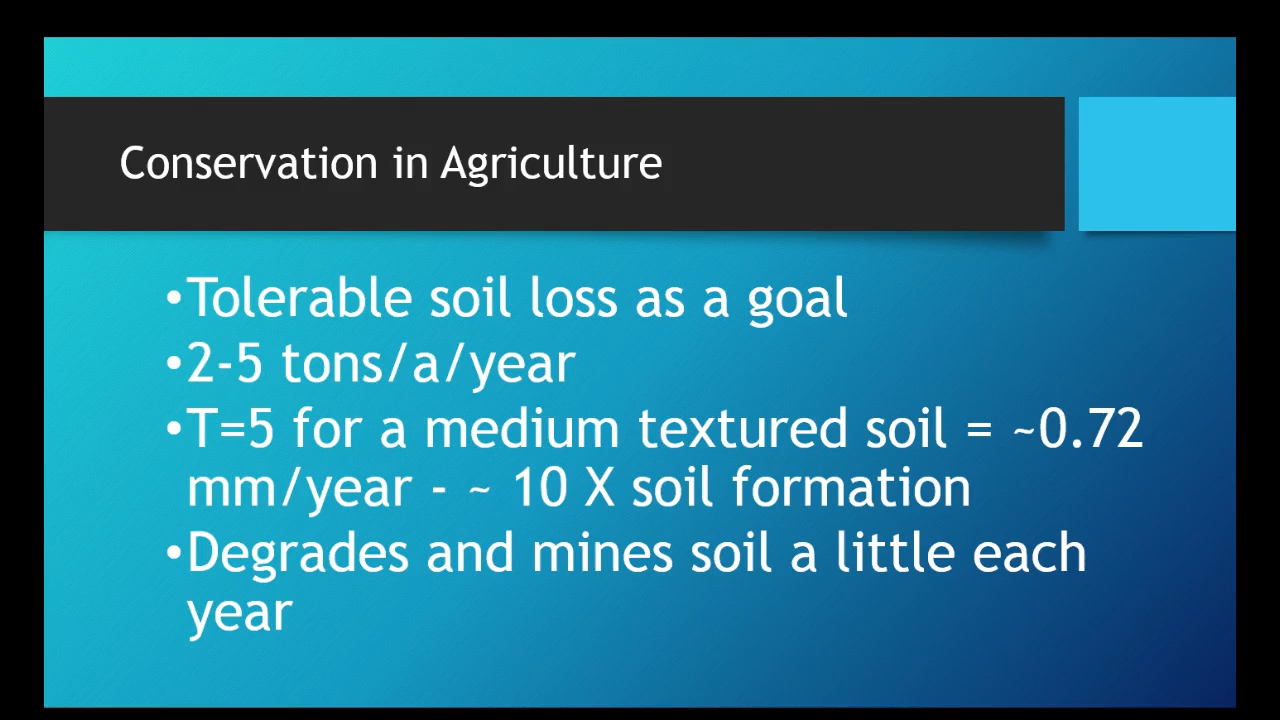 Conservation in Agriculture
•Tolerable soil loss as a goal
•2-5 tons/a/year
•T=5 for a medium textured soil = ~0.72
mm/year - ~ 10 X soil formation
•Degrades and mines soil a little each
year